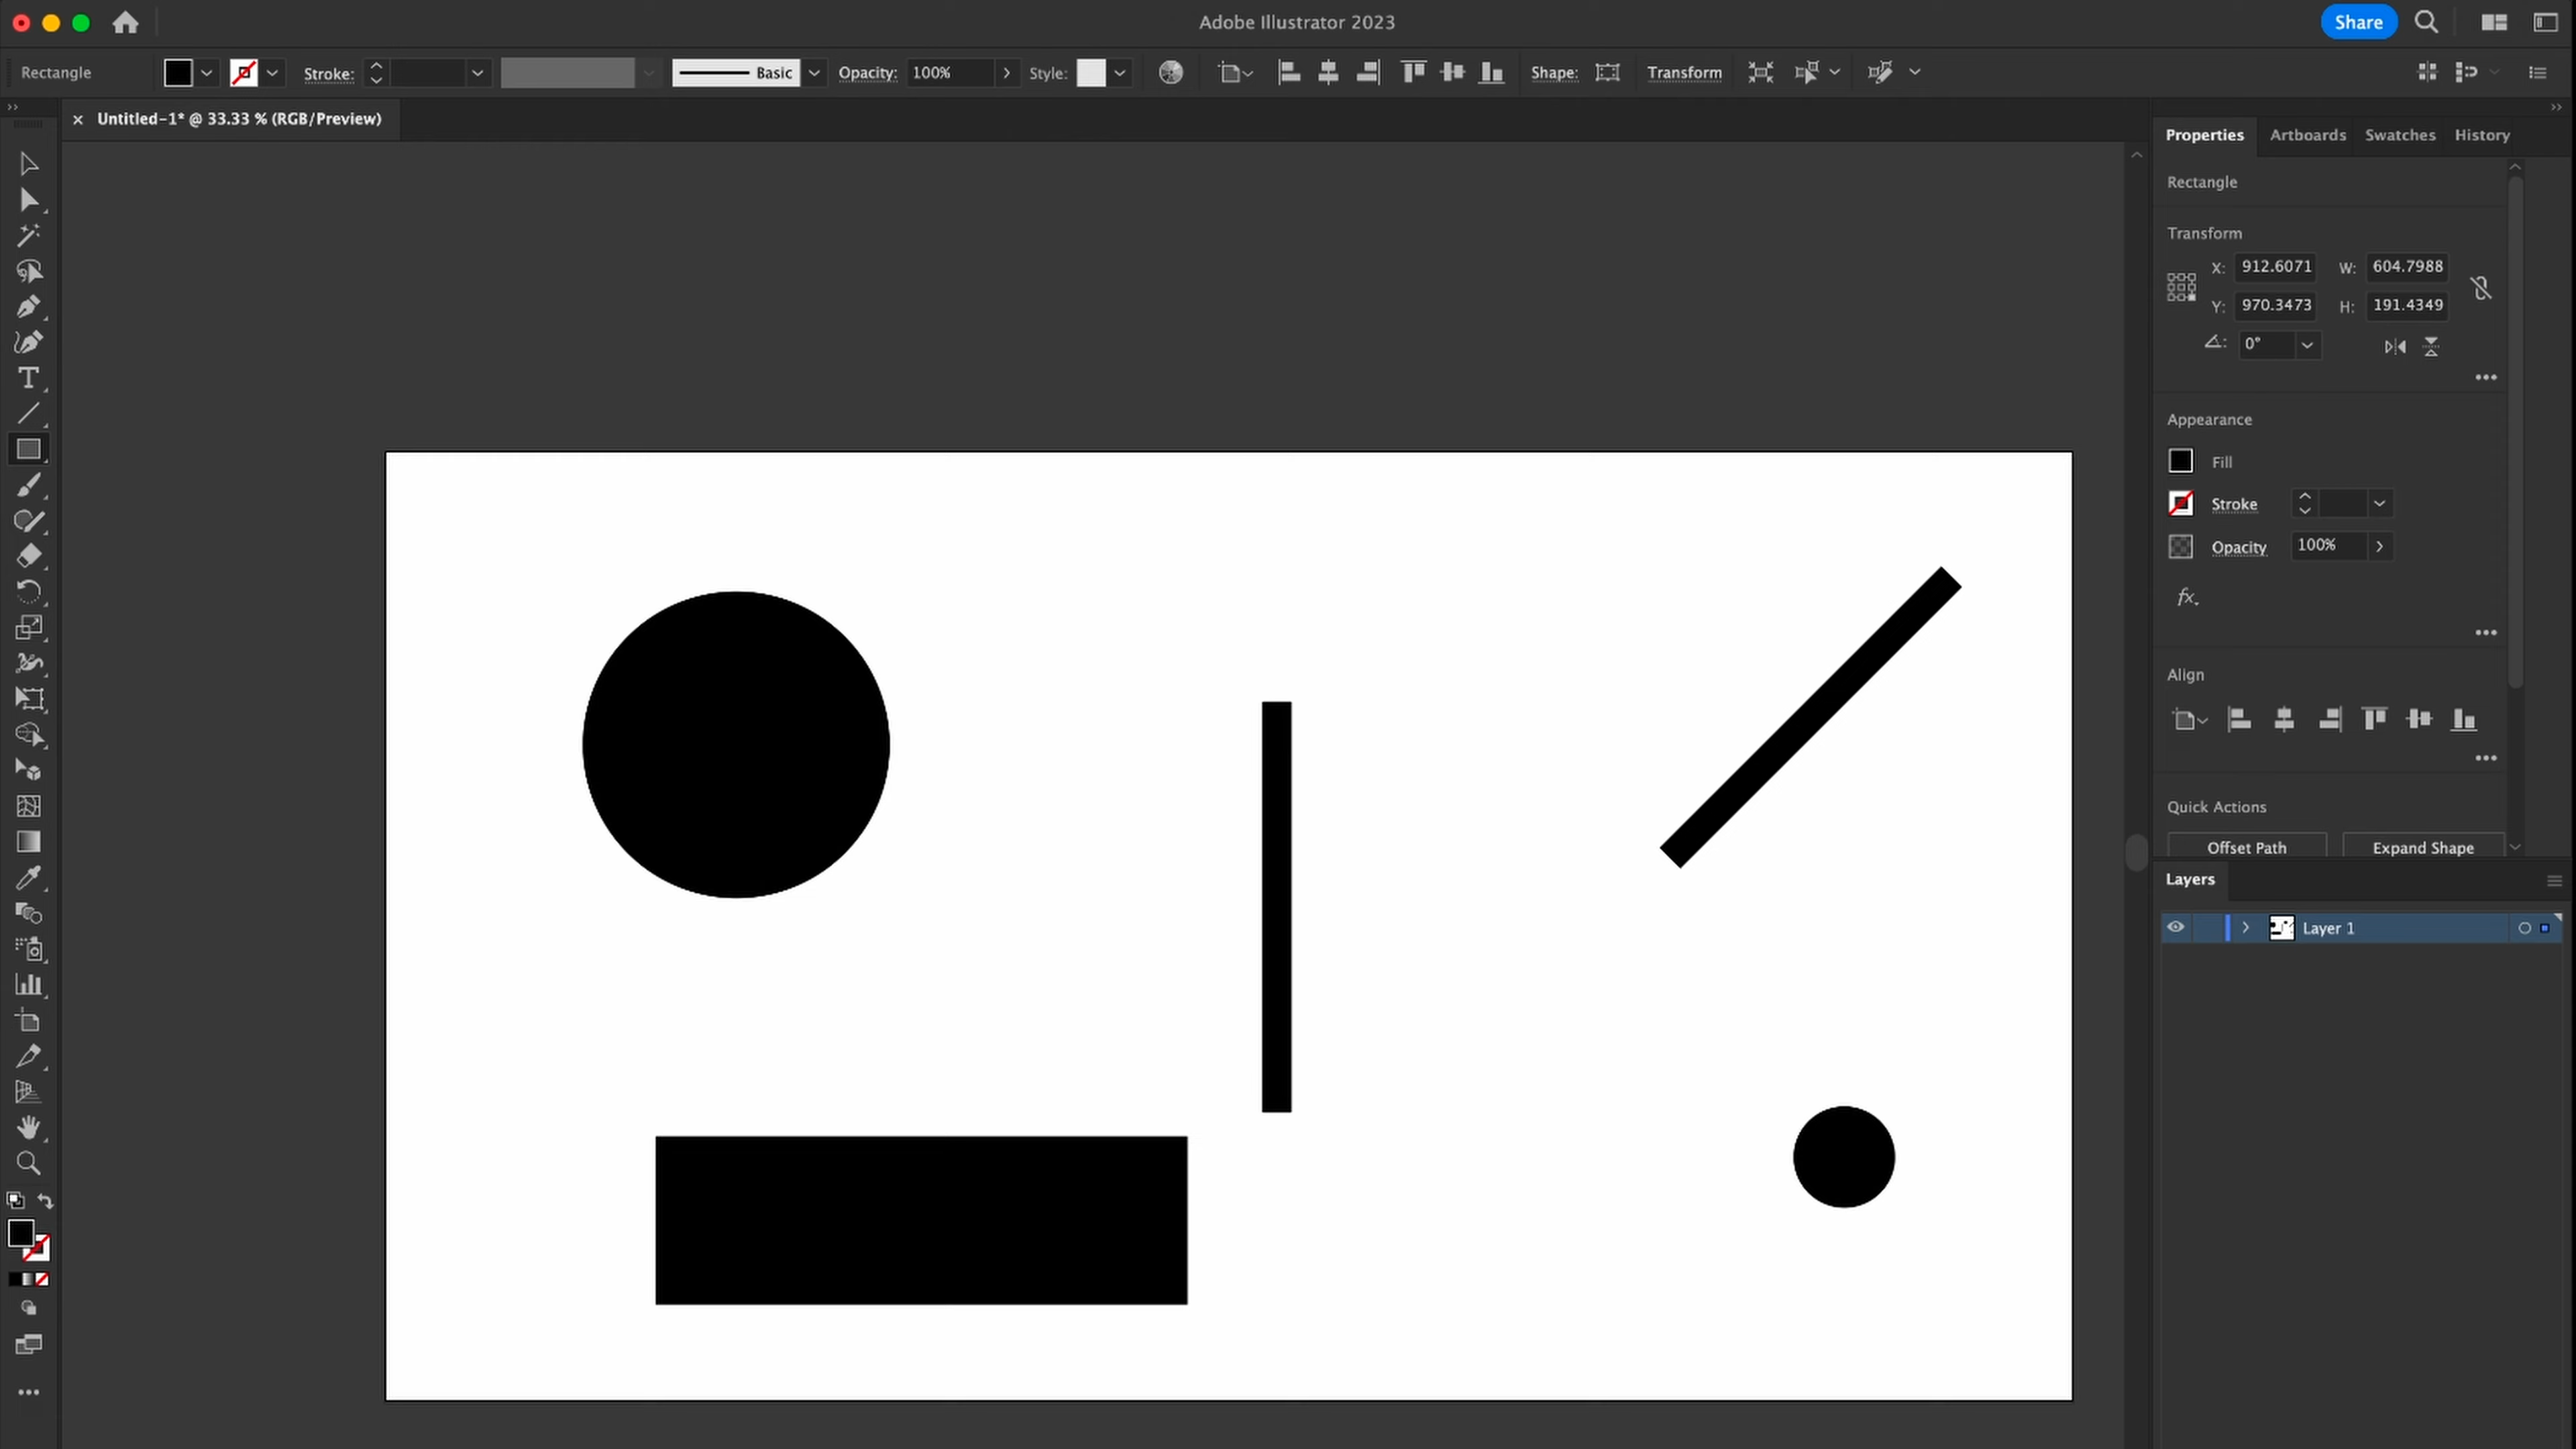 Adobe Illustrator 2023
Share
Rectangle
Stroke:
Basic
Opacity:
100%
Style:
Shape:
Transform
Untitled-1* @ 33.33 % (RGB/Preview)
Properties
Artboards
Swatches
History
Rectangle
Transform
X: 912.6071 W: 604.7988
Y: 970.3473 H: 191.4349
0°
Appearance
Fill
Stroke
Opacity 100%
fx
Align
Quick Actions
Offset Path
Expand Shape
Layers
Layer 1